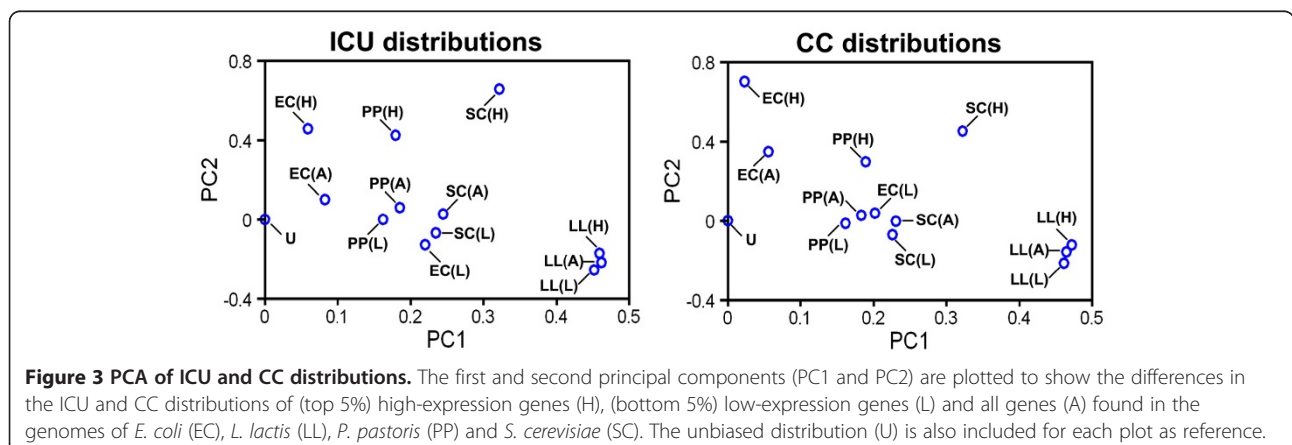 ICU distributions
0.8
0.4
0
-0.4
PC2
EC(H)
PP(H)
SC(H)
EC(A)
PP(A)
SC(A)
U
PP(L)
SC(L)
EC(L)
LL(H)
LL(A)
LL(L)
0 0.1 0.2 0.3 0.4 0.5
PC1
CC distributions
0.8
0.4
0
-0.4
PC2
EC(H)
SC(H)
PP(H)
EC(A)
EC(L)
PP(A)
SC(A)
U
PP(L)
SC(L)
LL(H)
LL(A)
LL(L)
0 0.1 0.2 0.3 0.4 0.5
PC1
Figure 3 PCA of ICU and CC distributions. The first and second principal components (PC1 and PC2) are plotted to show the differences in
the ICU and CC distributions of (top 5%) high-expression genes (H), (bottom 5%) low-expression genes (L) and all genes (A) found in the
genomes of E. coli (EC), L. lactis (LL), P. pastoris (PP) and S. cerevisiae (SC). The unbiased distribution (U) is also included for each plot as reference.